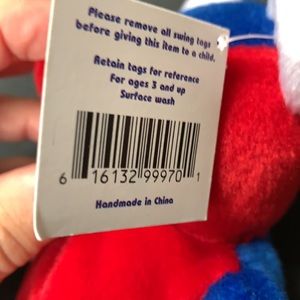 Please remove all swing tags
before giving this item to a child.
Retain tags for reference
For ages 3 and up
Surface wash
6 16132 99970 1
Handmade in China